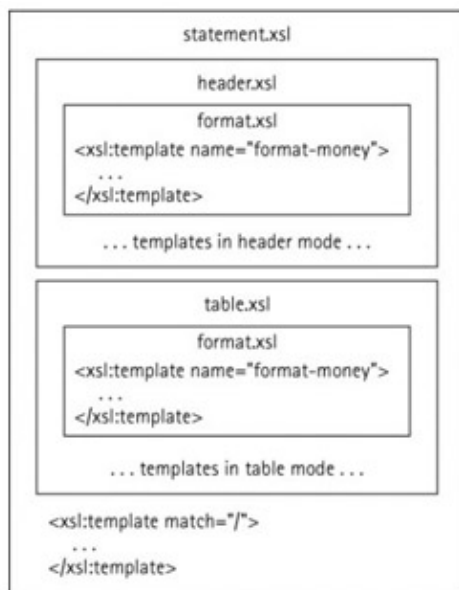 statement.xsl
header.xsl
format.xsl
<xsl:template name="format-money">
...
</xsl:template>
... templates in header mode ...
table.xsl
format.xsl
<xsl:template name="format-money">
...
</xsl:template>
... templates in table mode ...
<xsl:template match="/">
...
</xsl:template>